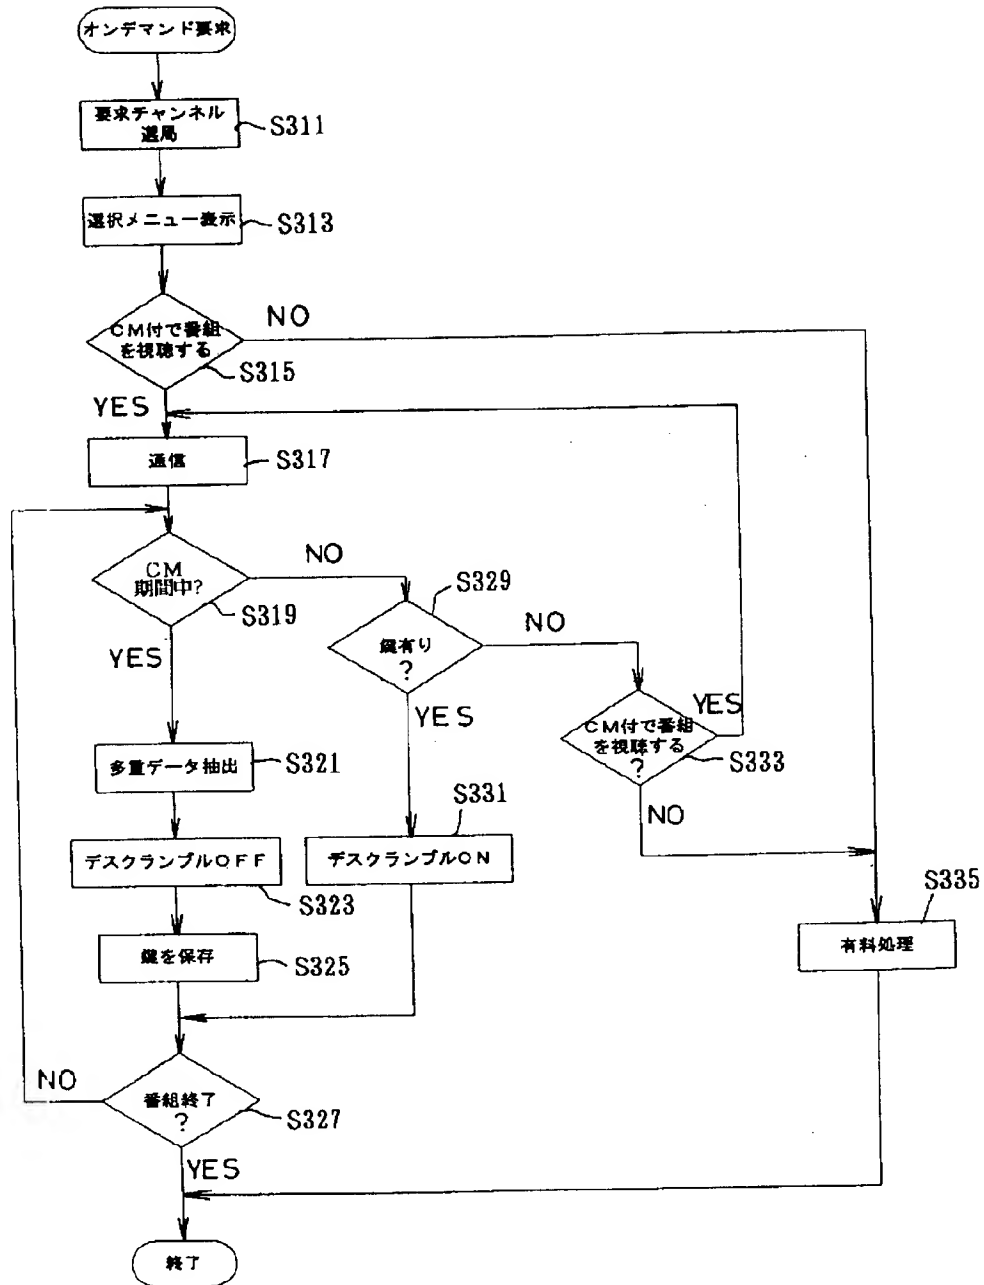 オンデマンド要求
要求チャンネル
選局
S311
選択メニュー表示
S313
CM付で番組
を視聴する
NO
S315
YES
通信
S317
CM
期間中?
NO
S319
S329
鍵有り
?
NO
YES
YES
CM付で番組
を視聴する
?
YES
S333
NO
多重データ抽出
S321
S331
デスクランブルOFF
S323
デスクランブルON
S335
有料処理
鍵を保存
S325
NO
番組終了
?
S327
YES
終了